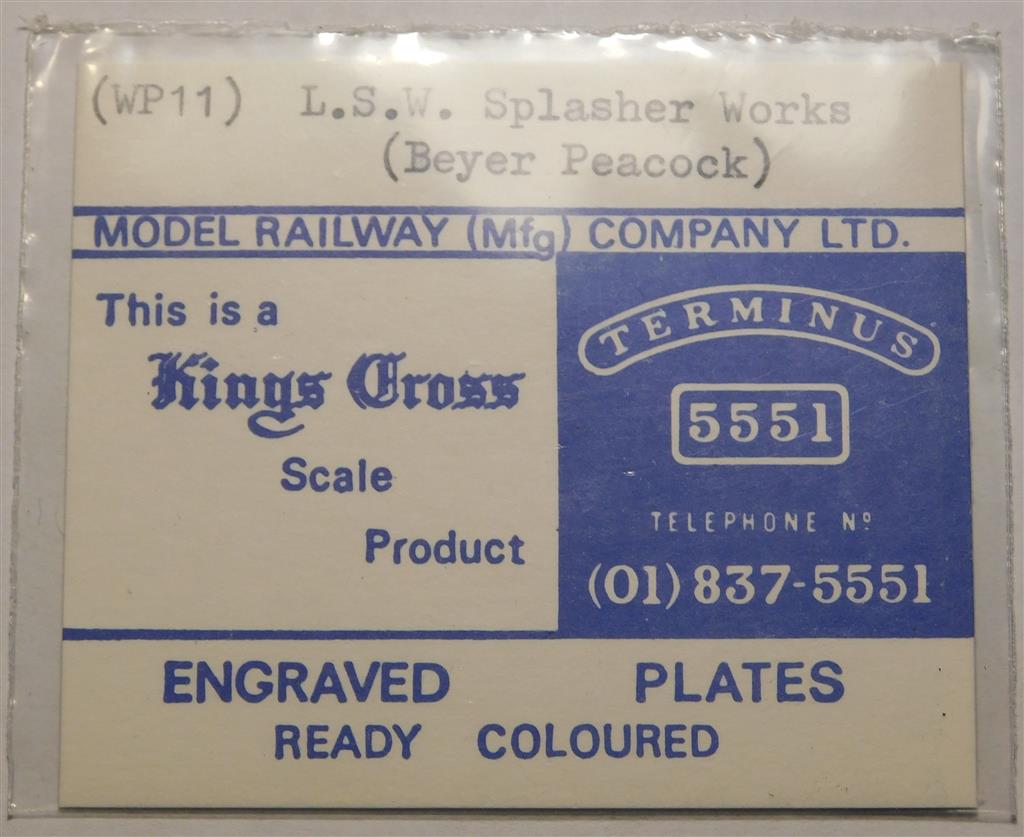 (WP11) L.S.W. Splasher Works
(Beyer Peacock)
MODEL RAILWAY (Mfg) COMPANY LTD.
This is a
Kings Cross
Scale
Product
TERMINUS
5551
TELEPHONE Nº
(01) 837-5551
ENGRAVED PLATES
READY COLOURED